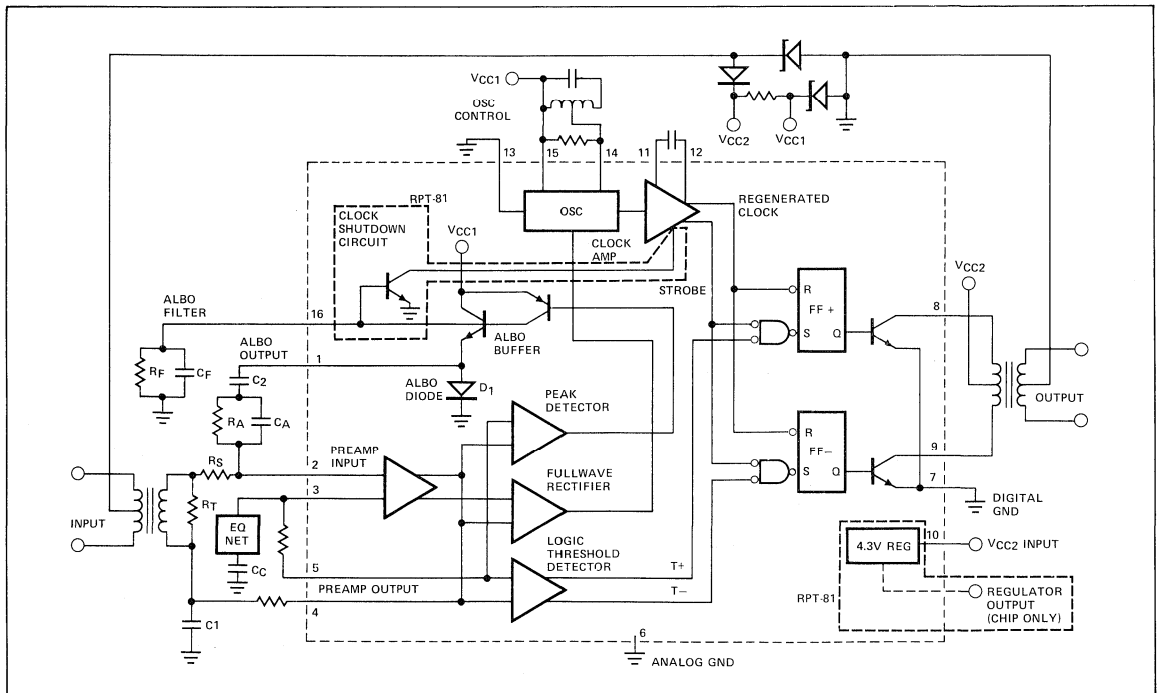 VCC1
OSC
CONTROL
VCC2
VCC1
13
15
14
11
12
RPT-81
CLOCK
SHUTDOWN
CIRCUIT
OSC
REGENERATED
CLOCK
VCC1
CLOCK
AMP
STROBE
VCC2
R
FF +
S
Q
8
ALBO
FILTER
16
ALBO
BUFFER
ALBO
OUTPUT
1
RF
CF
C2
ALBO
DIODE
D1
PEAK
DETECTOR
OUTPUT
RA
CA
R
FF−
S
Q
9
7
RS
2
PREAMP
INPUT
3
FULLWAVE
RECTIFIER
DIGITAL
GND
INPUT
RT
EQ
NET
LOGIC
THRESHOLD
DETECTOR
4.3V REG
10
VCC2 INPUT
CC
5
T+
PREAMP OUTPUT
T−
4
RPT-81
REGULATOR
OUTPUT
(CHIP ONLY)
C1
6
ANALOG GND